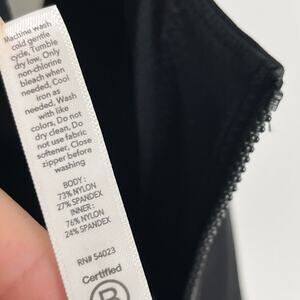 Machine wash
cold gentle
cycle, Tumble
dry low, Only
non-chlorine
bleach when
needed, Cool
iron as
needed, Wash
with like
colors, Do not
dry clean, Do
not use fabric
softener, Close
zipper before
washing
BODY:
73% NYLON
27% SPANDEX
INNER:
76% NYLON
24% SPANDEX
RN# 54023
Certified
B